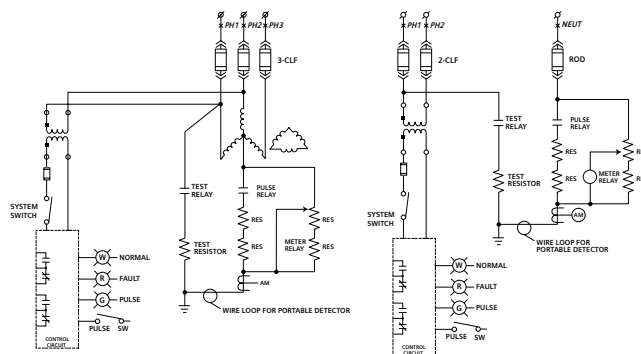 PH1 PH2 PH3
3-CLF
TEST
RELAY
PULSE
RELAY
RES
RES
METER
RELAY
TEST
RESISTOR
SYSTEM
SWITCH
AM
WIRE LOOP FOR PORTABLE DETECTOR
W NORMAL
R FAULT
G PULSE
PULSE SW
CONTROL
CIRCUIT
PH1 PH2
2-CLF
NEUT
ROD
TEST
RELAY
PULSE
RELAY
RES
RES
METER
RELAY
TEST
RESISTOR
SYSTEM
SWITCH
AM
WIRE LOOP FOR
PORTABLE DETECTOR
W NORMAL
R FAULT
G PULSE
PULSE SW
CONTROL
CIRCUIT